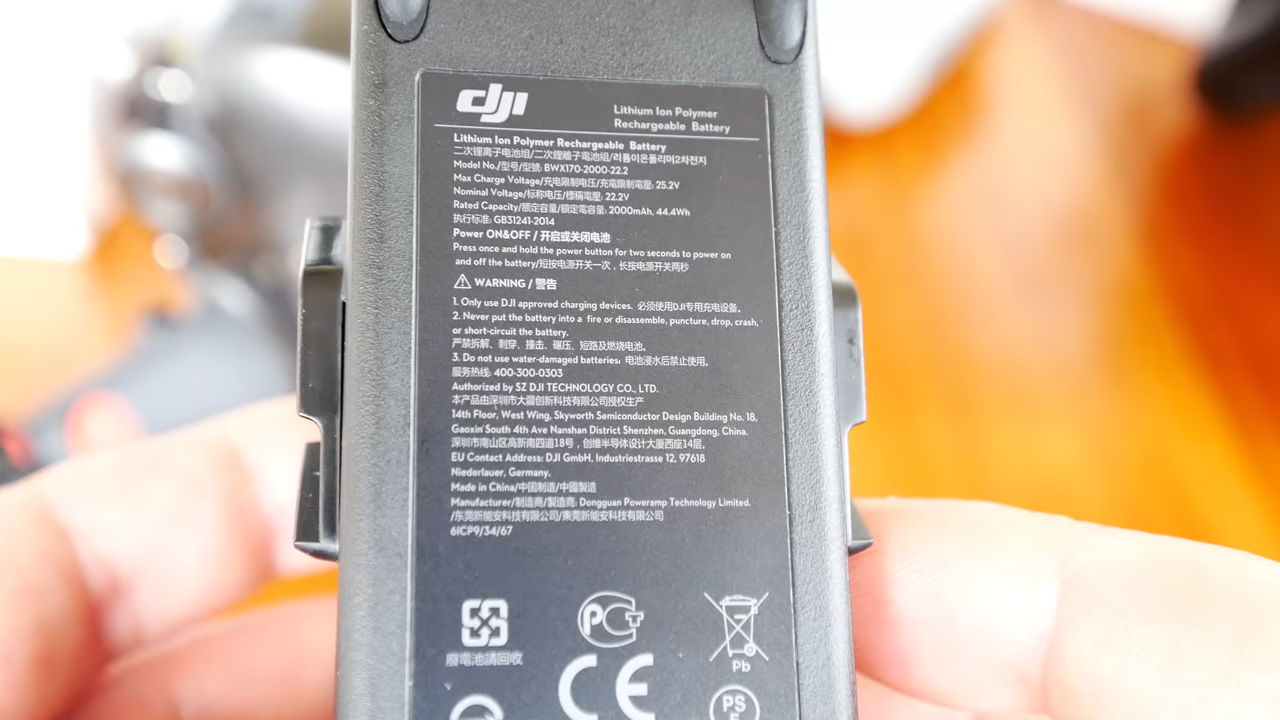 dji
Lithium Ion Polymer
Rechargeable Battery
Lithium Ion Polymer Rechargeable Battery
二次锂离子电池组/二次鋰離子電池組/리튬이온폴리머2차전지
Model No./型号/型號: BWX170-2000-22.2
Max Charge Voltage/充电限制电压/充電限制電壓: 25.2V
Nominal Voltage/标称电压/標稱電壓: 22.2V
Rated Capacity/额定容量/額定電容量: 2000mAh, 44.4Wh
执行标准: GB31241-2014
Power ON&OFF / 开启或关闭电池
Press once and hold the power button for two seconds to power on
and off the battery/短按电源开关一次，长按电源开关两秒
WARNING / 警告
1. Only use DJI approved charging devices. 必须使用DJI专用充电设备。
2. Never put the battery into a fire or disassemble, puncture, drop, crash,
or short-circuit the battery.
严禁拆解、刺穿、撞击、碾压、短路及燃烧电池。
3. Do not use water-damaged batteries. 电池浸水后禁止使用。
服务热线: 400-300-0303
Authorized by SZ DJI TECHNOLOGY CO., LTD.
本产品由深圳市大疆创新科技有限公司授权生产
14th Floor, West Wing, Skyworth Semiconductor Design Building No. 18,
Gaoxin South 4th Ave Nanshan District Shenzhen, Guangdong, China.
深圳市南山区高新南四道18号，创维半导体设计大厦西座14层。
EU Contact Address: DJI GmbH, Industriestrasse 12, 97618
Niederlauer, Germany.
Made in China/中国制造/中國製造
Manufacturer/制造商/製造商: Dongguan Poweramp Technology Limited.
/东莞新能安科技有限公司/東莞新能安科技有限公司
6ICP9/34/67
廢電池請回收
PCT
Pb
CE
PS
E